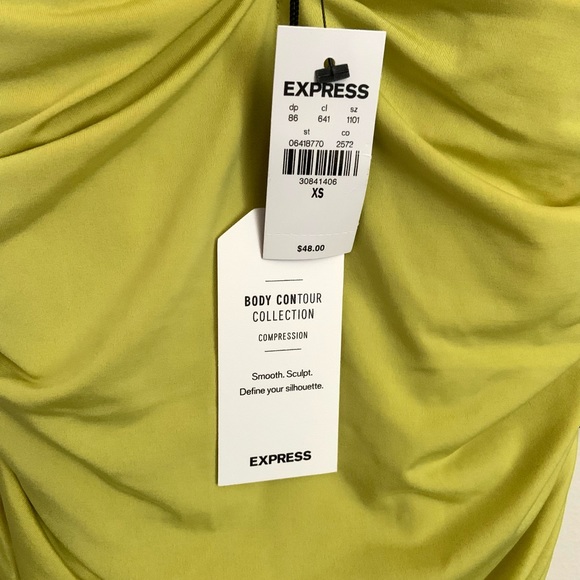 EXPRESS
dp cl sz
86 641 1101
st co
06418770 2572
30841406
XS
$48.00
BODY CONTOUR
COLLECTION
COMPRESSION
Smooth. Sculpt.
Define your silhouette.
EXPRESS